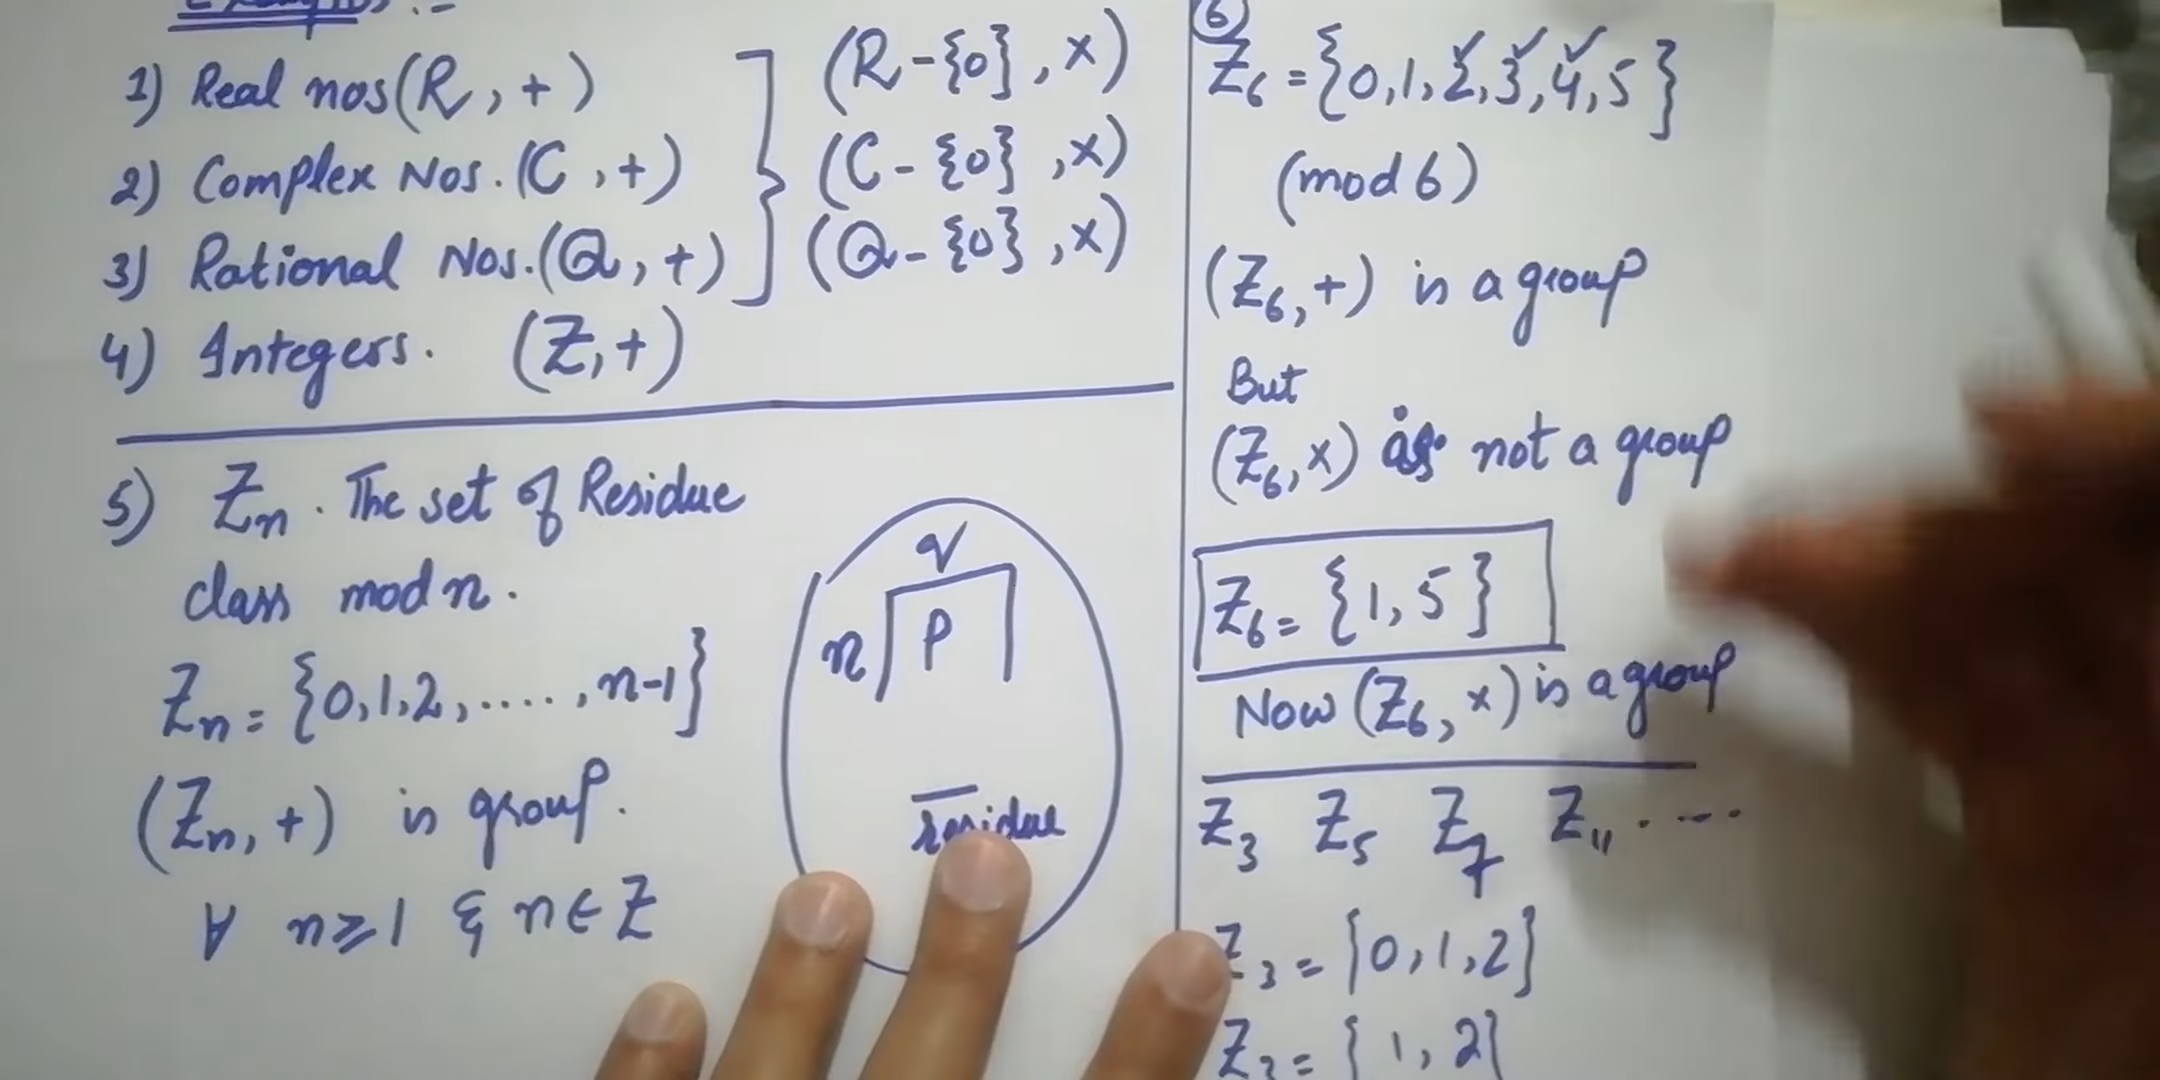 Examples :-
1) Real nos (R, +)
2) Complex Nos. (C, +)
3) Rational Nos. (Q, +)
4) Integers. (Z, +)
(R - {0}, x)
(C - {0}, x)
(Q - {0}, x)
5) Zn . The set of Residue
class mod n.
Zn = {0, 1, 2, ...., n-1}
(Zn, +) is group.
∀ n ≥ 1 & n ∈ Z
q
n P
residue
6
Z6 = {0, 1, 2, 3, 4, 5}
(mod 6)
(Z6, +) is a group
But
(Z6, x) is not a group
Z6 = {1, 5}
Now (Z6, x) is a group
Z3 Z5 Z7 Z11 ....
Z3 = {0, 1, 2}
Z3 = {1, 2}